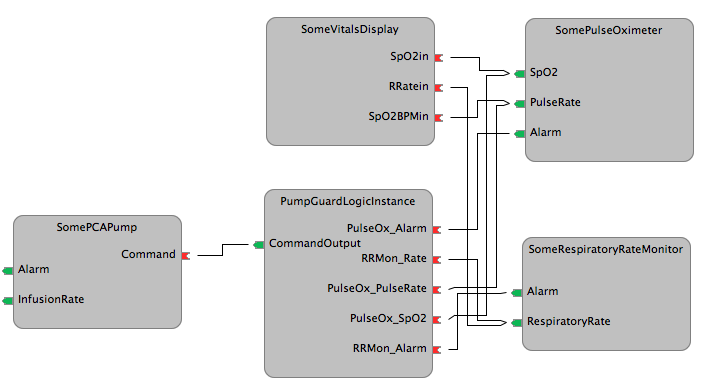 SomeVitalsDisplay
SpO2in
RRatein
SpO2BPMin
SomePulseOximeter
SpO2
PulseRate
Alarm
SomePCAPump
Command
Alarm
InfusionRate
PumpGuardLogicInstance
PulseOx_Alarm
CommandOutput
RRMon_Rate
PulseOx_PulseRate
PulseOx_SpO2
RRMon_Alarm
SomeRespiratoryRateMonitor
Alarm
RespiratoryRate